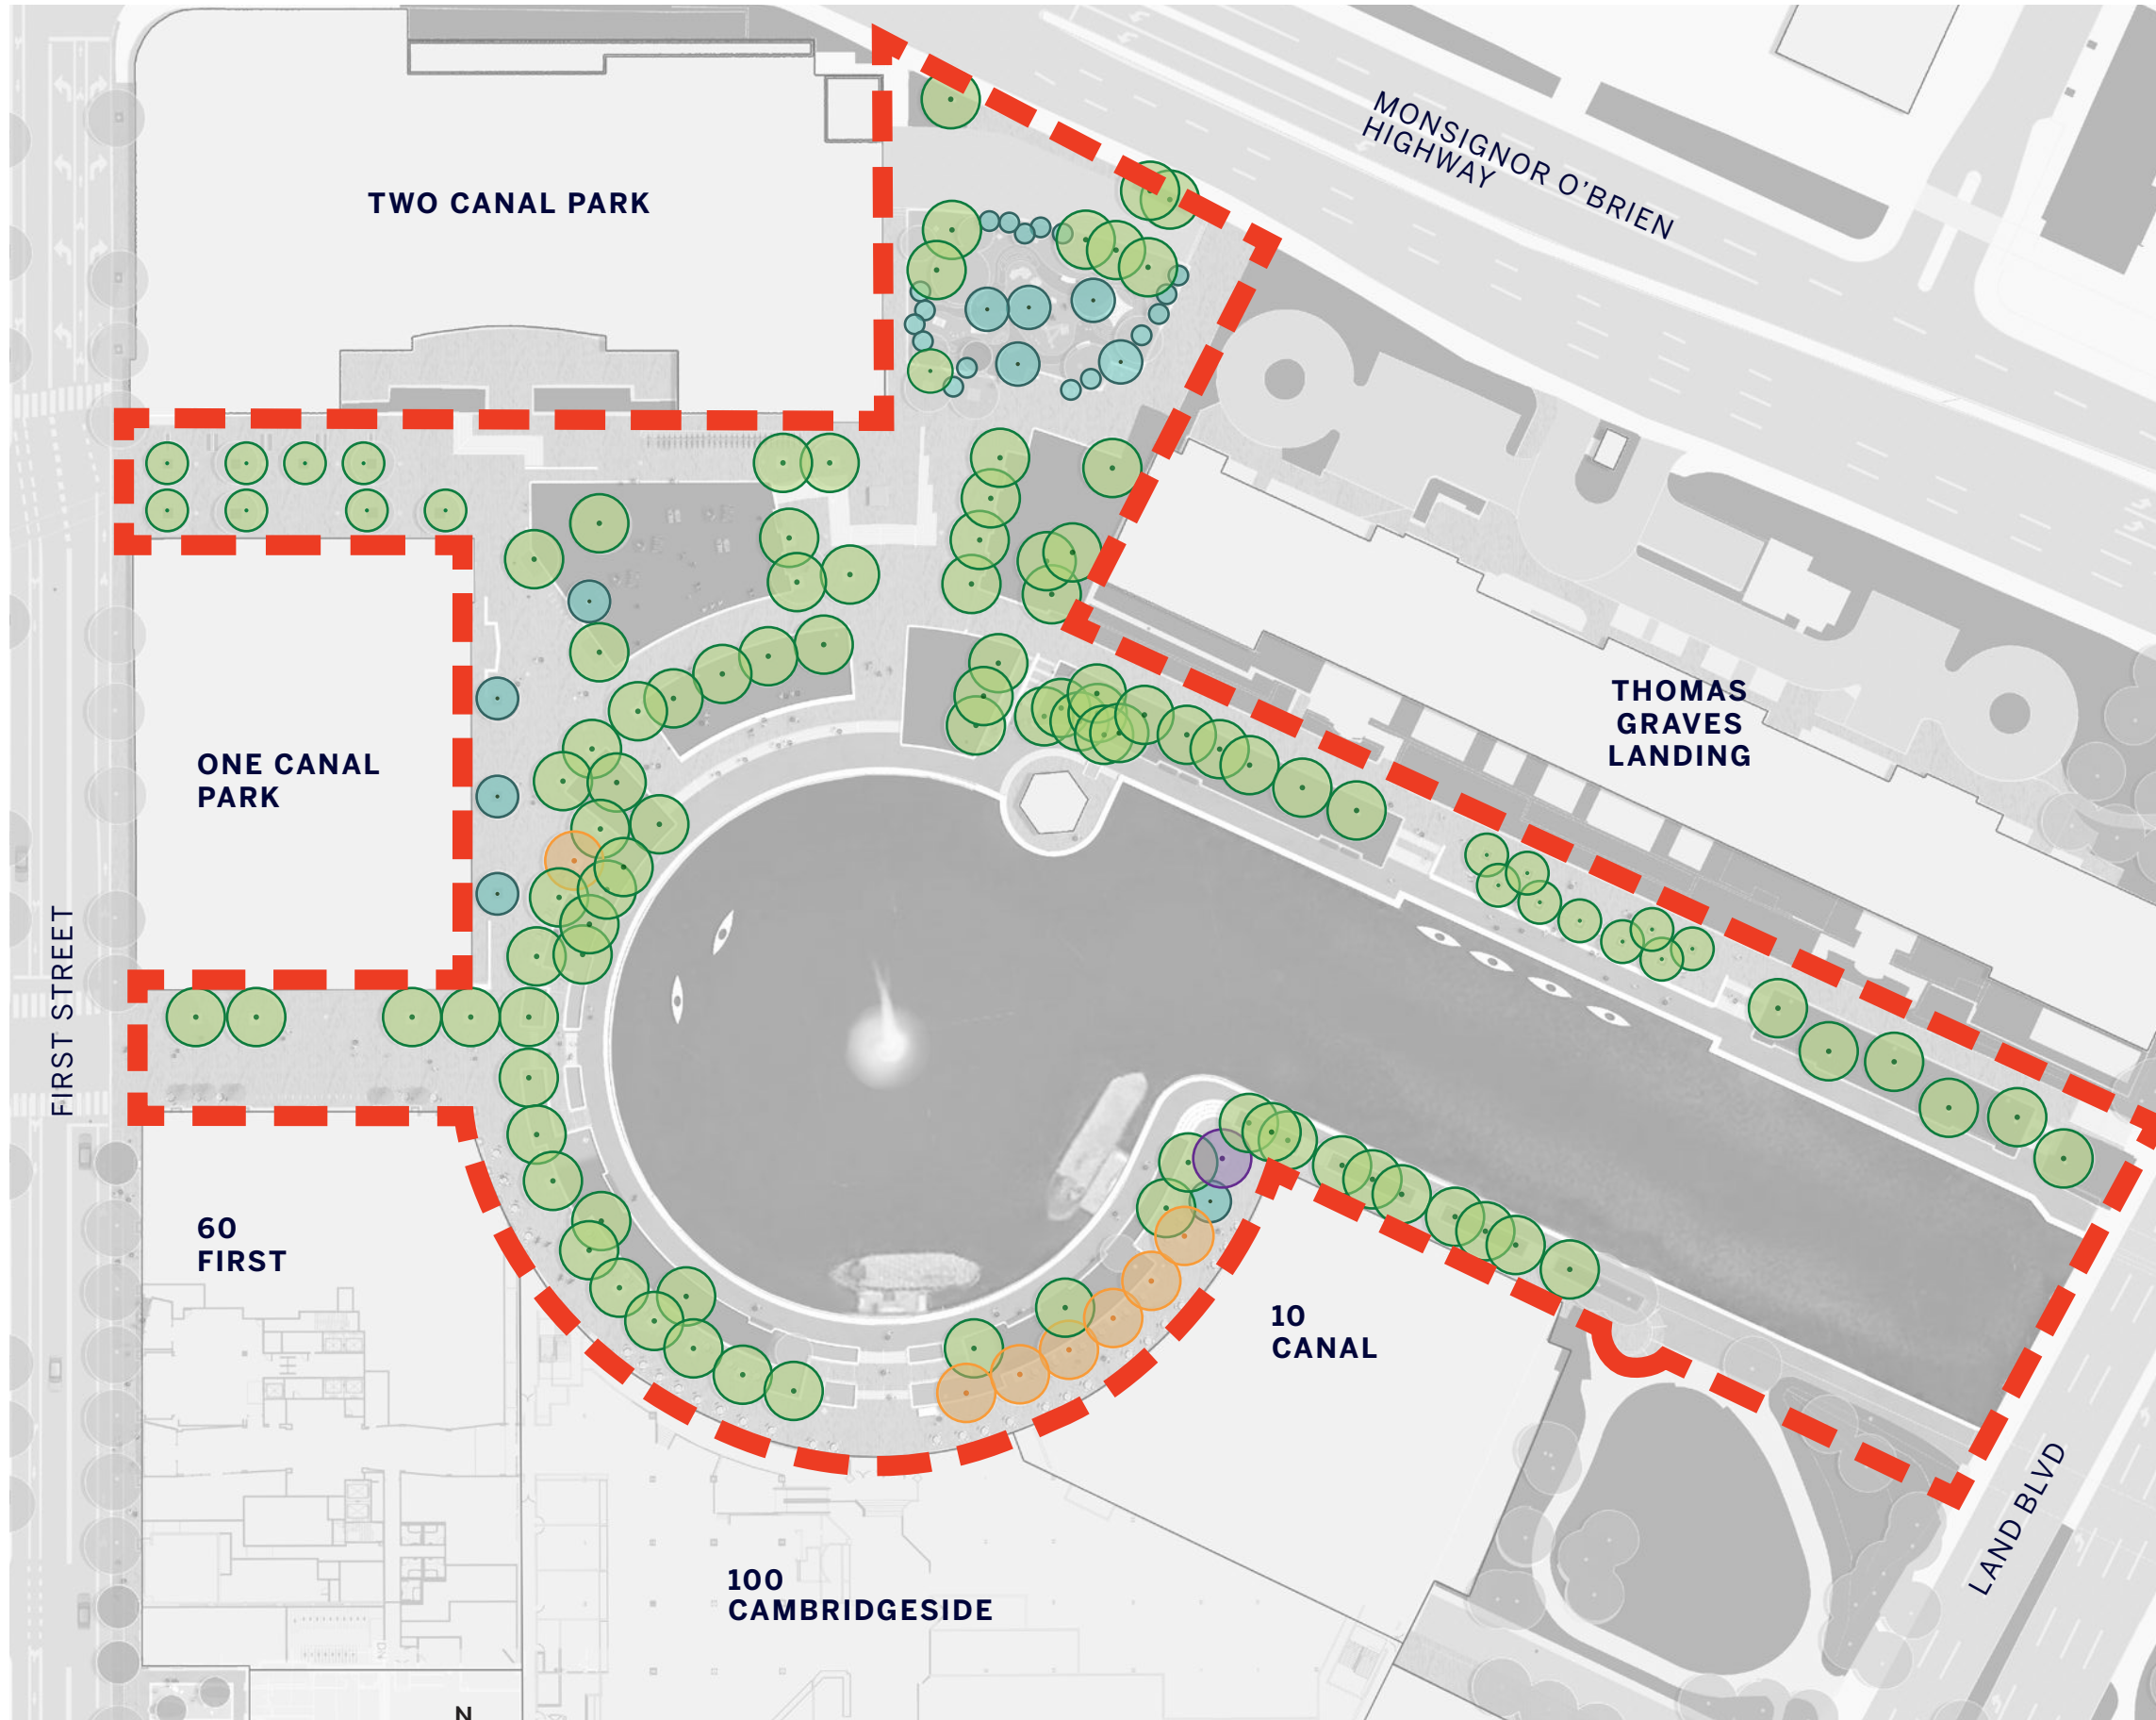 MONSIGNOR O’BRIEN
HIGHWAY
TWO CANAL PARK
THOMAS
GRAVES
LANDING
ONE CANAL
PARK
FIRST STREET
60
FIRST
10
CANAL
LAND BLVD
100
CAMBRIDGESIDE
N